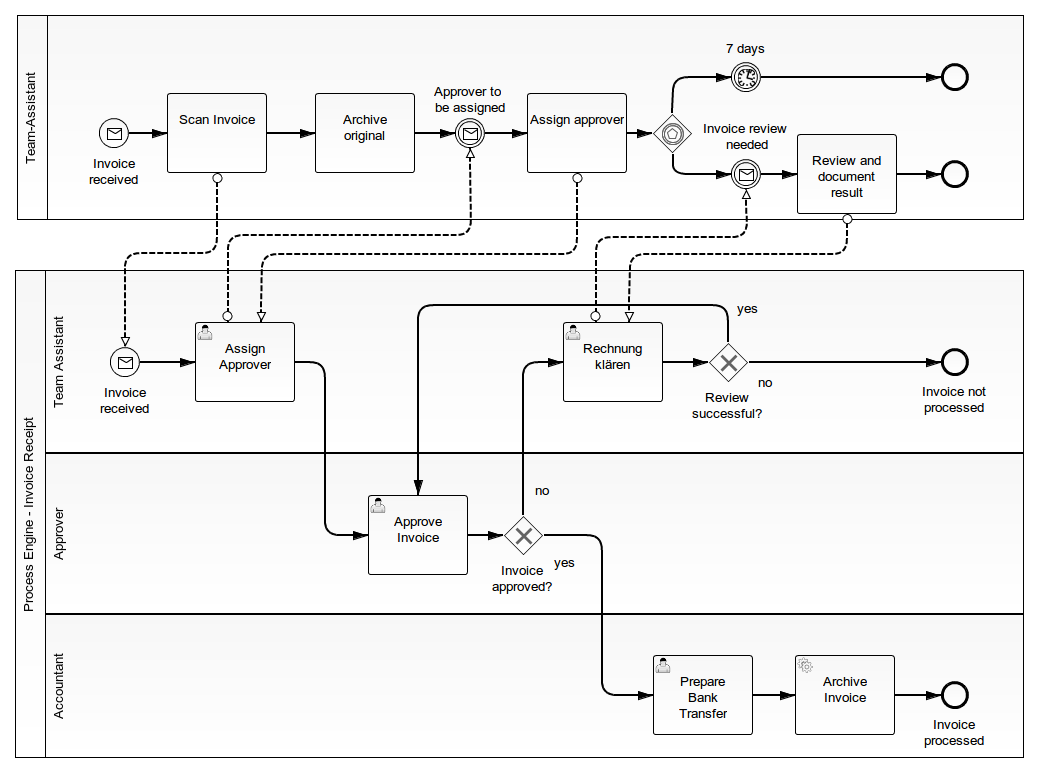 Team-Assistant
7 days
Approver to
be assigned
Scan Invoice
Archive
original
Assign approver
Invoice review
needed
Invoice
received
Review and
document
result
Process Engine - Invoice Receipt
Team Assistant
yes
Assign
Approver
Rechnung
klären
Invoice
received
no
Review
successful?
Invoice not
processed
Approver
no
Approve
Invoice
yes
Invoice
approved?
Accountant
Prepare
Bank
Transfer
Archive
Invoice
Invoice
processed